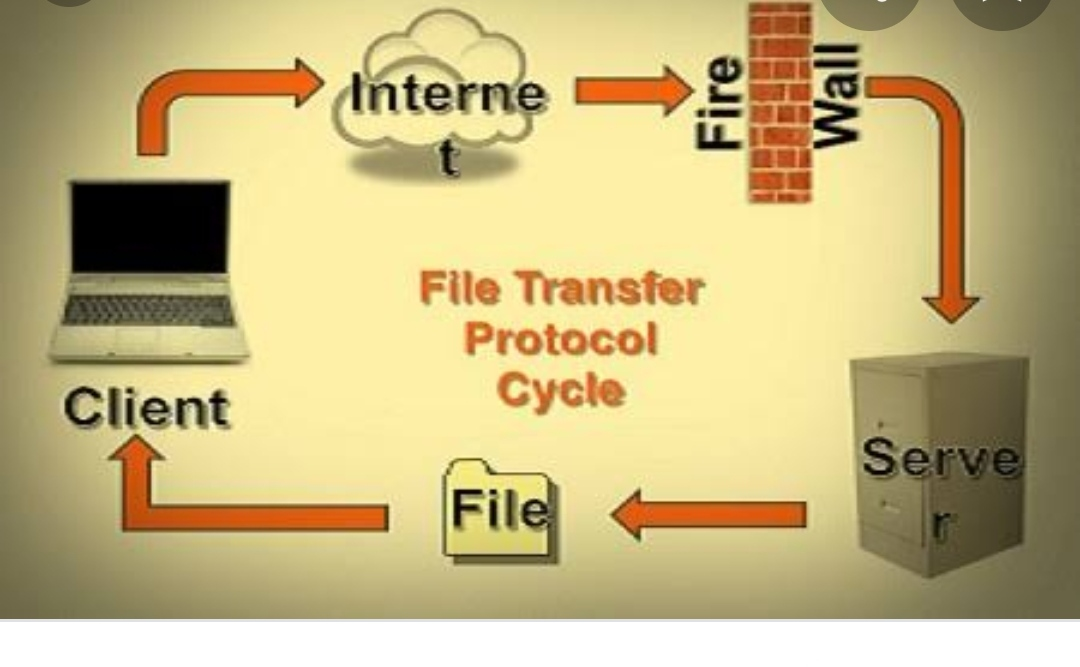 Interne
t
Fire
Wall
File Transfer
Protocol
Cycle
Client
File
Serve
r